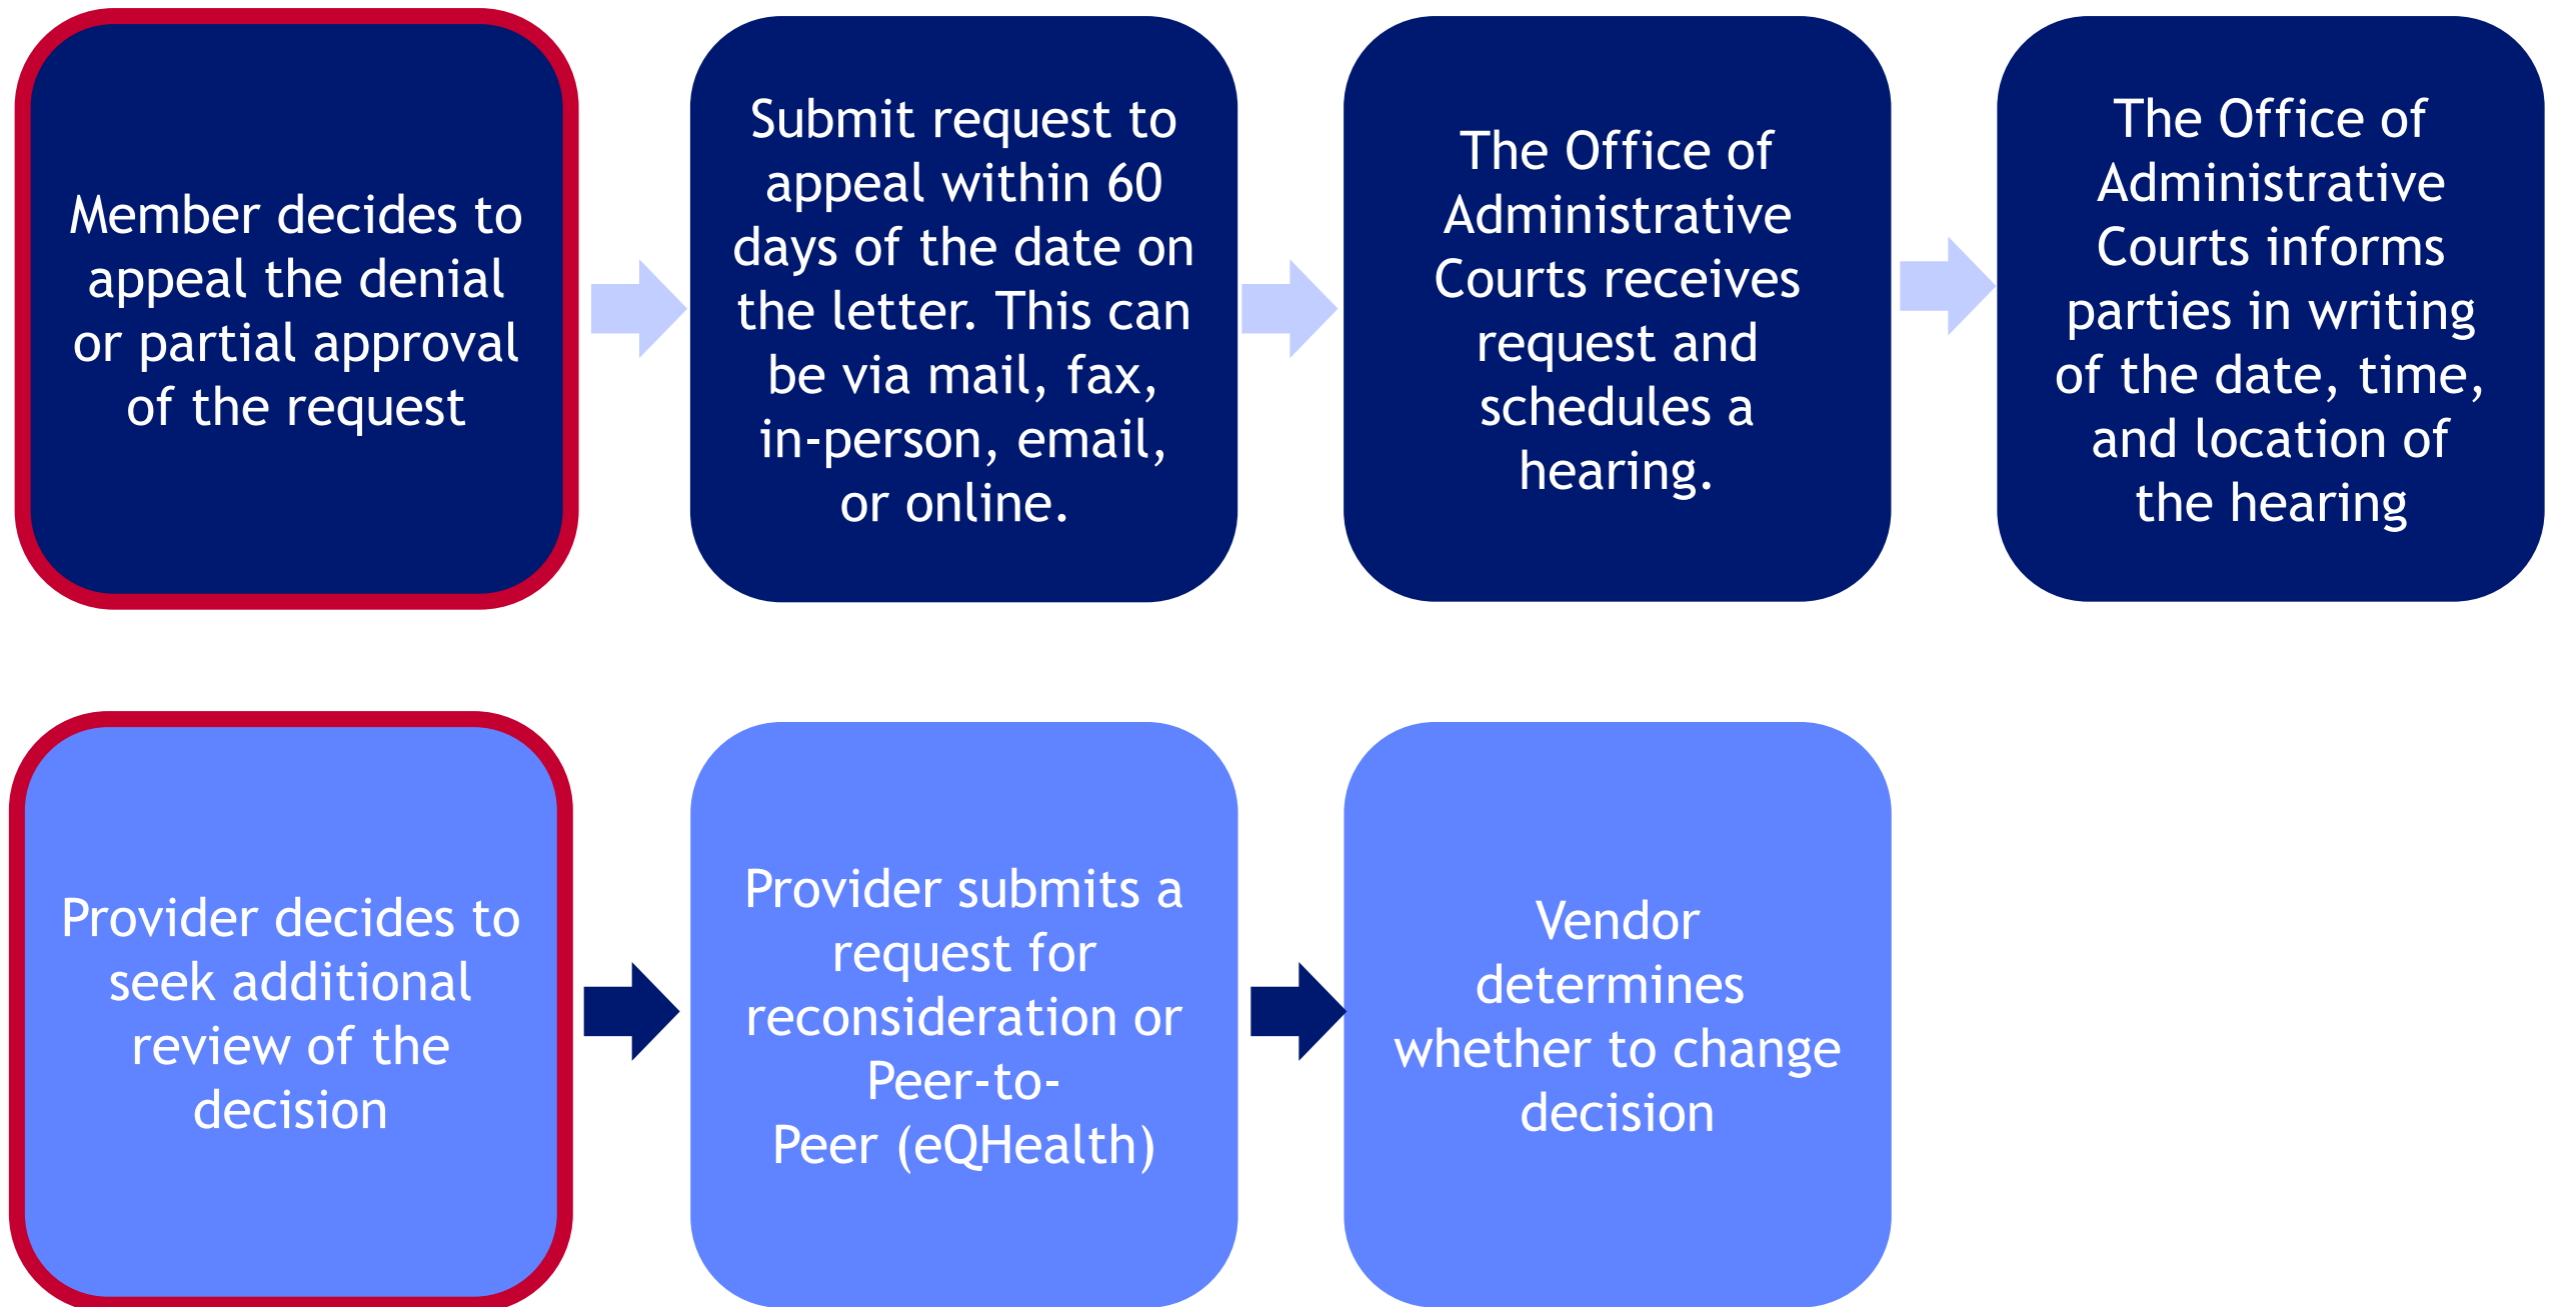 Member decides to
appeal the denial
or partial approval
of the request
Submit request to
appeal within 60
days of the date on
the letter. This can
be via mail, fax,
in-person, email,
or online.
The Office of
Administrative
Courts receives
request and
schedules a
hearing.
The Office of
Administrative
Courts informs
parties in writing
of the date, time,
and location of
the hearing
Provider decides to
seek additional
review of the
decision
Provider submits a
request for
reconsideration or
Peer-to-
Peer (eQHealth)
Vendor
determines
whether to change
decision